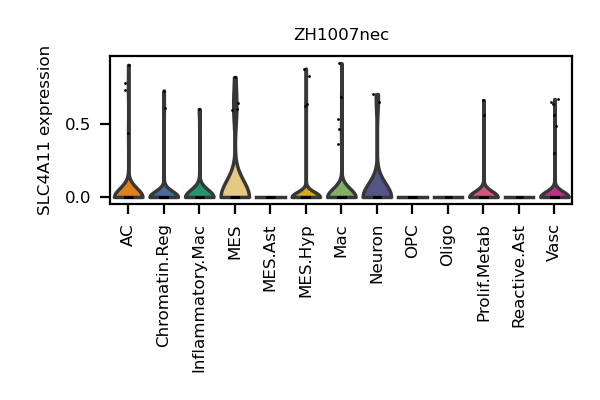 ZH1007nec
SLC4A11 expression
0.5
0.0
AC
Chromatin.Reg
Inflammatory.Mac
MES
MES.Ast
MES.Hyp
Mac
Neuron
OPC
Oligo
Prolif.Metab
Reactive.Ast
Vasc